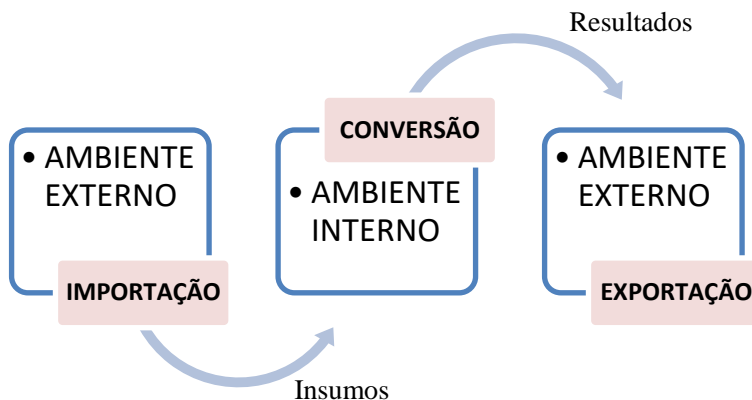 Resultados
• AMBIENTE
EXTERNO
IMPORTAÇÃO
Insumos
CONVERSÃO
• AMBIENTE
INTERNO
• AMBIENTE
EXTERNO
EXPORTAÇÃO